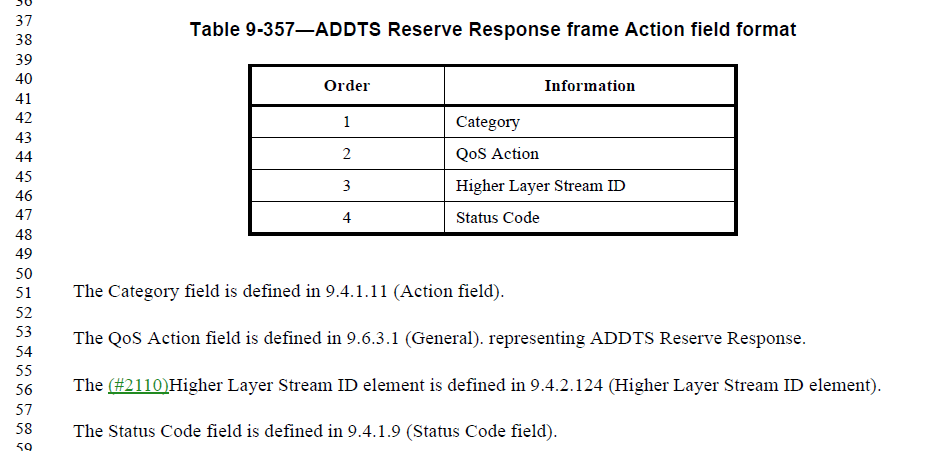 36
37
Table 9-357—ADDTS Reserve Response frame Action field format
38
39
40
Order Information
41
42
1 Category
43
44
2 QoS Action
45
3 Higher Layer Stream ID
46
47
4 Status Code
48
49
50
51
The Category field is defined in 9.4.1.11 (Action field).
52
53
The QoS Action field is defined in 9.6.3.1 (General). representing ADDTS Reserve Response.
54
55
56
The (#2110)Higher Layer Stream ID element is defined in 9.4.2.124 (Higher Layer Stream ID element).
57
58
The Status Code field is defined in 9.4.1.9 (Status Code field).
59